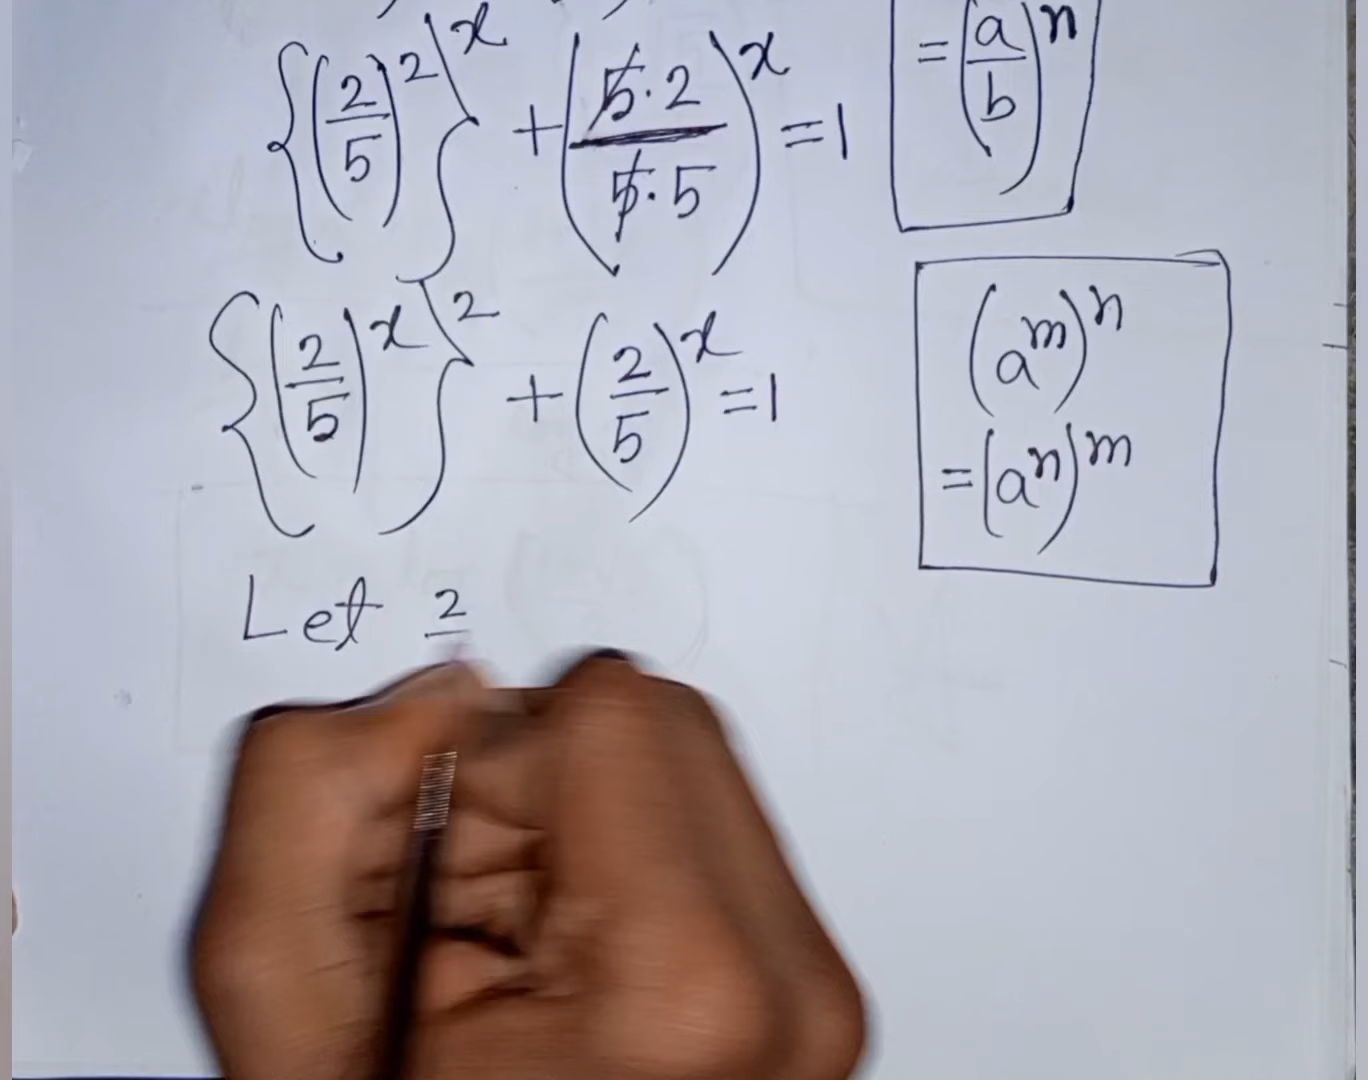 {(2/5)^2}^x + (5·2/5·5)^x = 1
= (a/b)^n
{(2/5)^x}^2 + (2/5)^x = 1
(a^m)^n
= (a^n)^m
Let 2